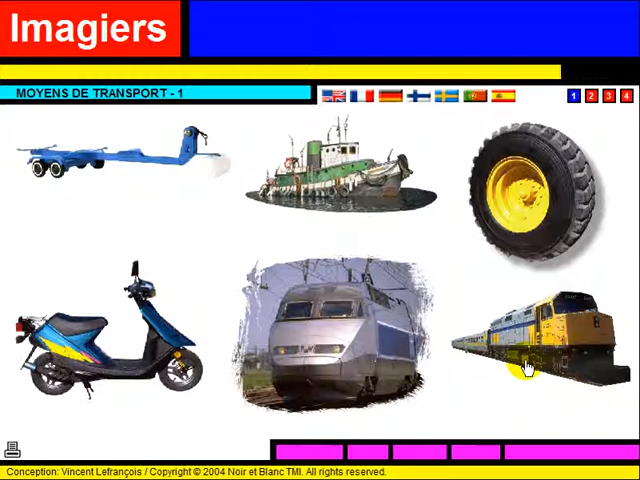 Imagiers
MOYENS DE TRANSPORT - 1
1 2 3 4
Conception: Vincent Lefrançois / Copyright © 2004 Noir et Blanc TMI. All rights reserved.